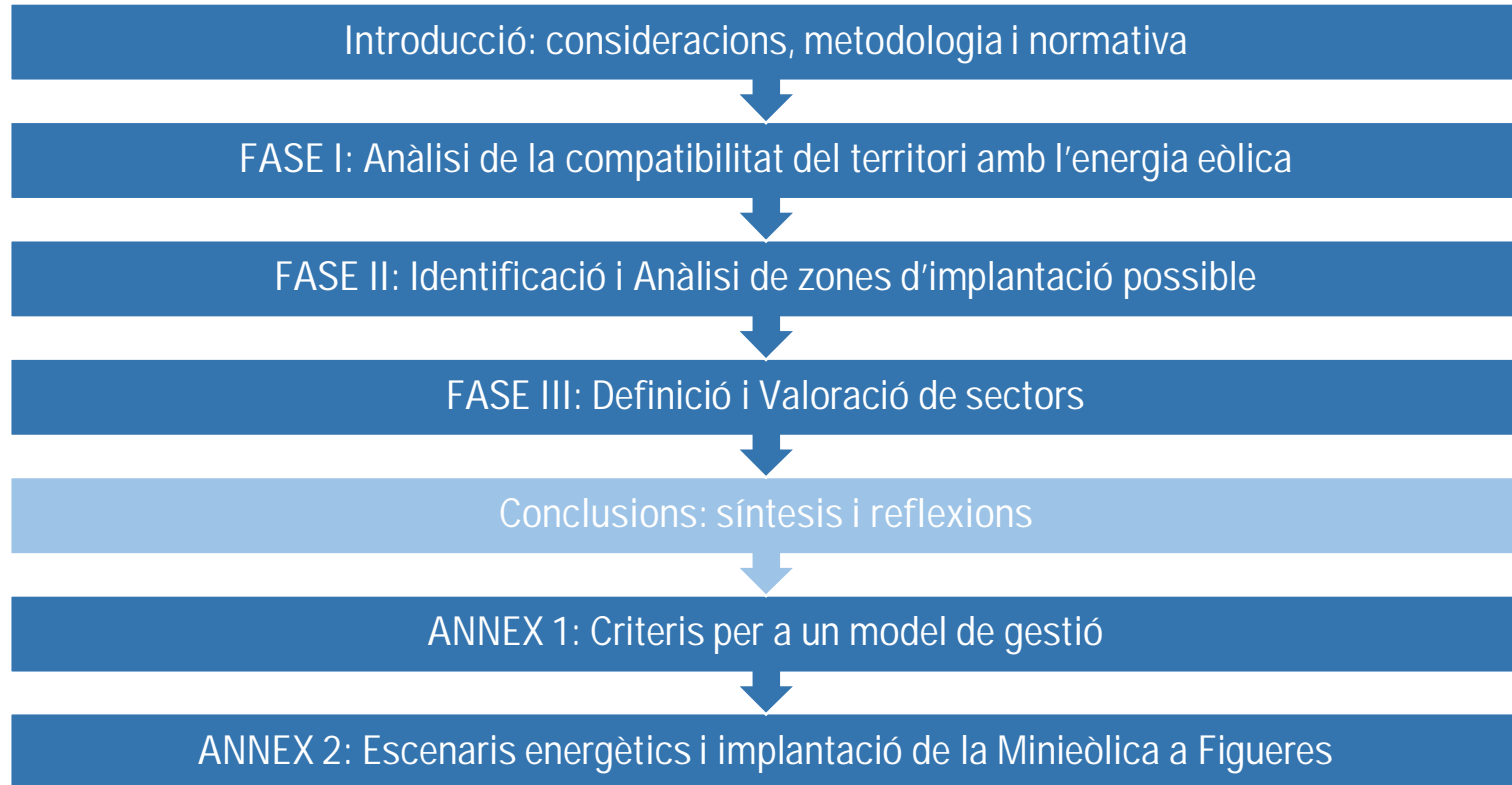 Introducció: consideracions, metodologia i normativa
FASE I: Anàlisi de la compatibilitat del territori amb l'energia eòlica
FASE II: Identificació i Anàlisi de zones d'implantació possible
FASE III: Definició i Valoració de sectors
Conclusions: síntesis i reflexions
ANNEX 1: Criteris per a un model de gestió
ANNEX 2: Escenaris energètics i implantació de la Minieòlica a Figueres